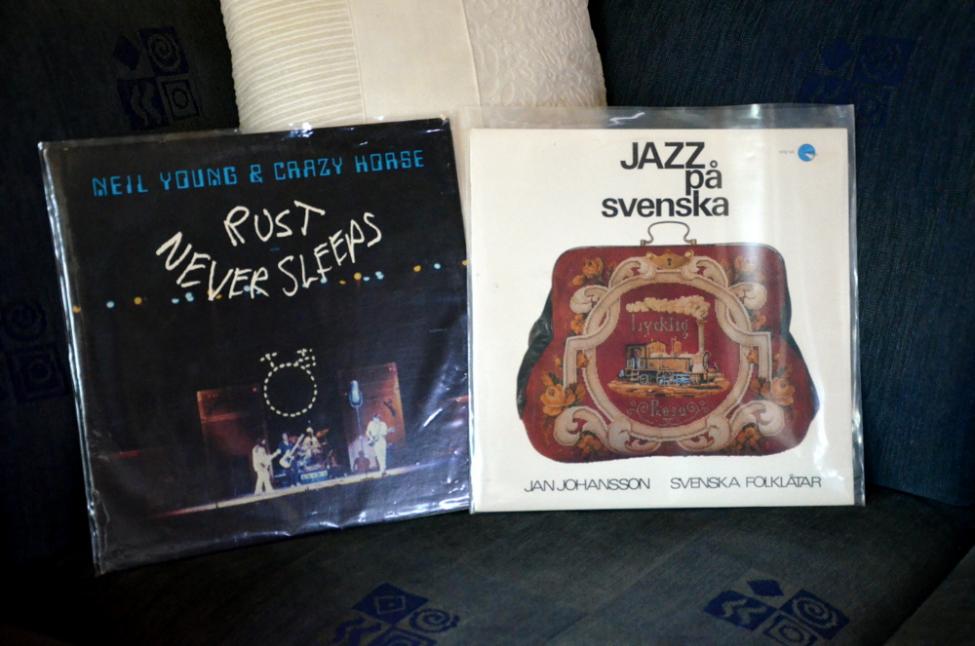 NEIL YOUNG & CRAZY HORSE
RUST
NEVER SLEEPS
JAZZ
på
svenska
Lycklig
Resa
JAN JOHANSSON SVENSKA FOLKLÅTAR